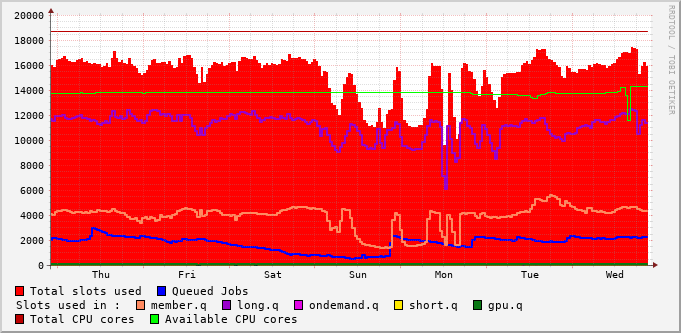 20000
18000
16000
14000
12000
10000
8000
6000
4000
2000
0
Thu Fri Sat Sun Mon Tue Wed
RRDTOOL / TOBI OETIKER
Total slots used Queued Jobs
Slots used in : member.q long.q ondemand.q short.q gpu.q
Total CPU cores Available CPU cores